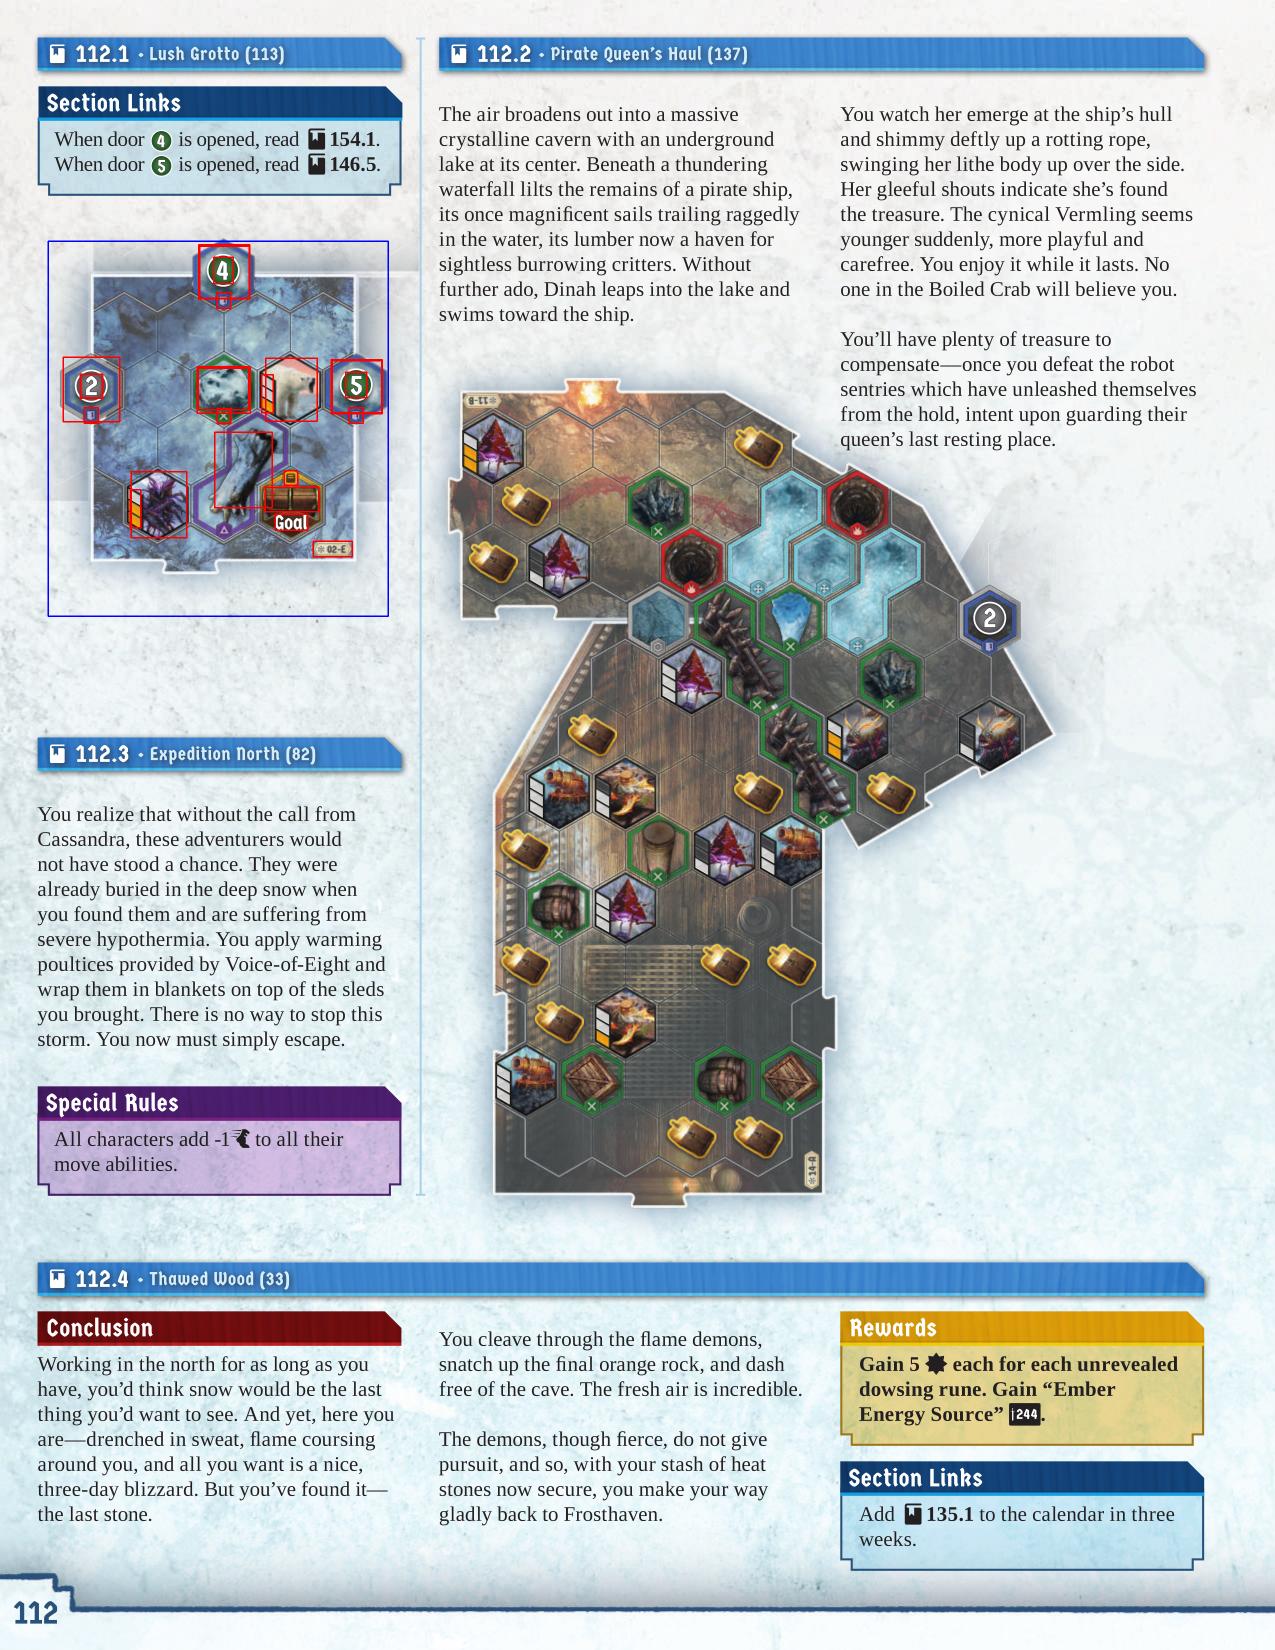 112.1 • Lush Grotto (113)
Section Links
When door 4 is opened, read 154.1.
When door 5 is opened, read 146.5.
4
2
5
Goal
02-E
112.2 • Pirate Queen's Haul (137)
The air broadens out into a massive
crystalline cavern with an underground
lake at its center. Beneath a thundering
waterfall lilts the remains of a pirate ship,
its once magnificent sails trailing raggedly
in the water, its lumber now a haven for
sightless burrowing critters. Without
further ado, Dinah leaps into the lake and
swims toward the ship.
You watch her emerge at the ship's hull
and shimmy deftly up a rotting rope,
swinging her lithe body up over the side.
Her gleeful shouts indicate she's found
the treasure. The cynical Vermling seems
younger suddenly, more playful and
carefree. You enjoy it while it lasts. No
one in the Boiled Crab will believe you.
You'll have plenty of treasure to
compensate—once you defeat the robot
sentries which have unleashed themselves
from the hold, intent upon guarding their
queen's last resting place.
11-B
2
14-A
112.3 • Expedition North (82)
You realize that without the call from
Cassandra, these adventurers would
not have stood a chance. They were
already buried in the deep snow when
you found them and are suffering from
severe hypothermia. You apply warming
poultices provided by Voice-of-Eight and
wrap them in blankets on top of the sleds
you brought. There is no way to stop this
storm. You now must simply escape.
Special Rules
All characters add -1 to all their
move abilities.
112.4 • Thawed Wood (33)
Conclusion
Working in the north for as long as you
have, you'd think snow would be the last
thing you'd want to see. And yet, here you
are—drenched in sweat, flame coursing
around you, and all you want is a nice,
three-day blizzard. But you've found it—
the last stone.
You cleave through the flame demons,
snatch up the final orange rock, and dash
free of the cave. The fresh air is incredible.
The demons, though fierce, do not give
pursuit, and so, with your stash of heat
stones now secure, you make your way
gladly back to Frosthaven.
Rewards
Gain 5 each for each unrevealed
dowsing rune. Gain “Ember
Energy Source” 244.
Section Links
Add 135.1 to the calendar in three
weeks.
112